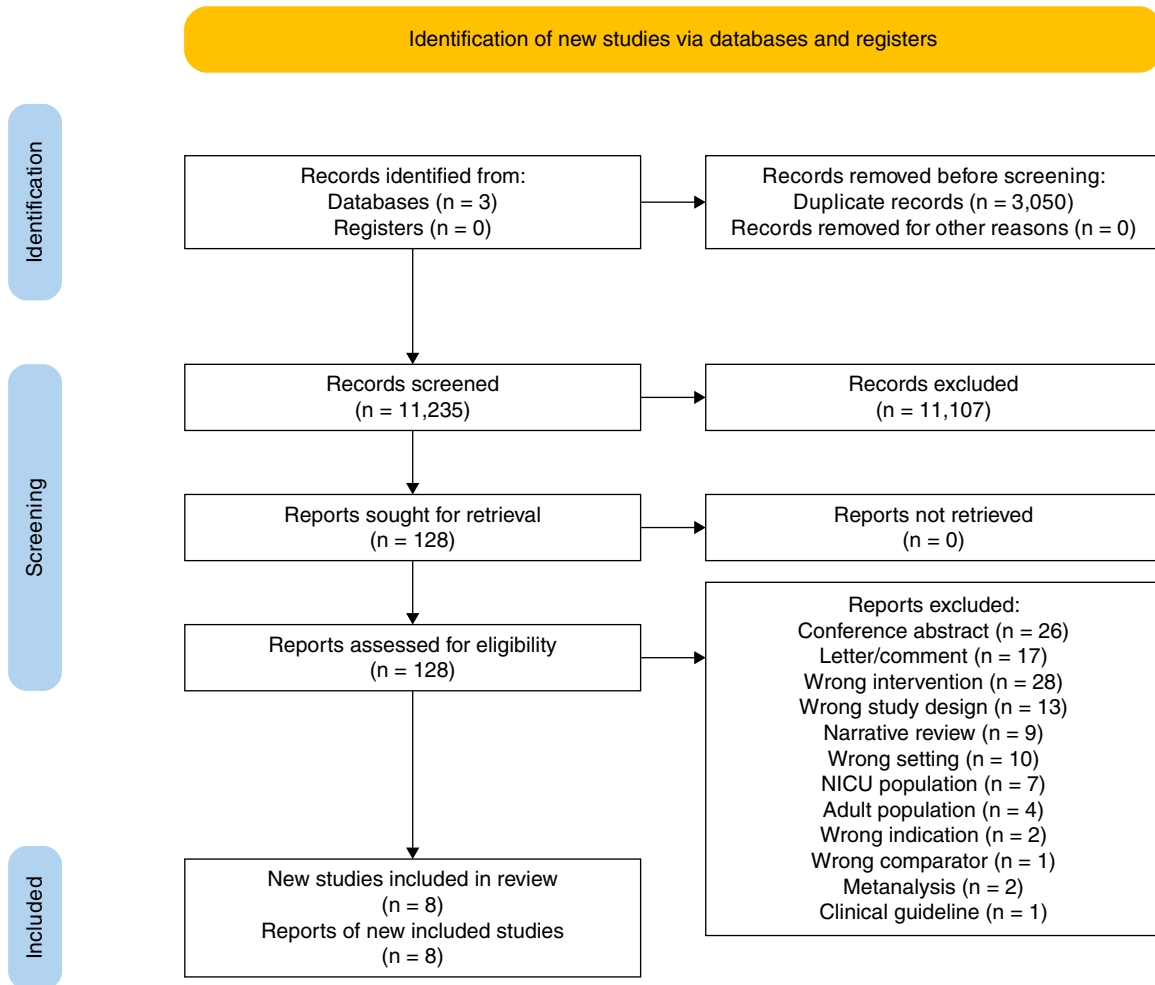 Identification of new studies via databases and registers
Identification
Records identified from:
Databases (n = 3)
Registers (n = 0)
Records removed before screening:
Duplicate records (n = 3,050)
Records removed for other reasons (n = 0)
Screening
Records screened
(n = 11,235)
Records excluded
(n = 11,107)
Reports sought for retrieval
(n = 128)
Reports not retrieved
(n = 0)
Reports assessed for eligibility
(n = 128)
Reports excluded:
Conference abstract (n = 26)
Letter/comment (n = 17)
Wrong intervention (n = 28)
Wrong study design (n = 13)
Narrative review (n = 9)
Wrong setting (n = 10)
NICU population (n = 7)
Adult population (n = 4)
Wrong indication (n = 2)
Wrong comparator (n = 1)
Metanalysis (n = 2)
Clinical guideline (n = 1)
Included
New studies included in review
(n = 8)
Reports of new included studies
(n = 8)